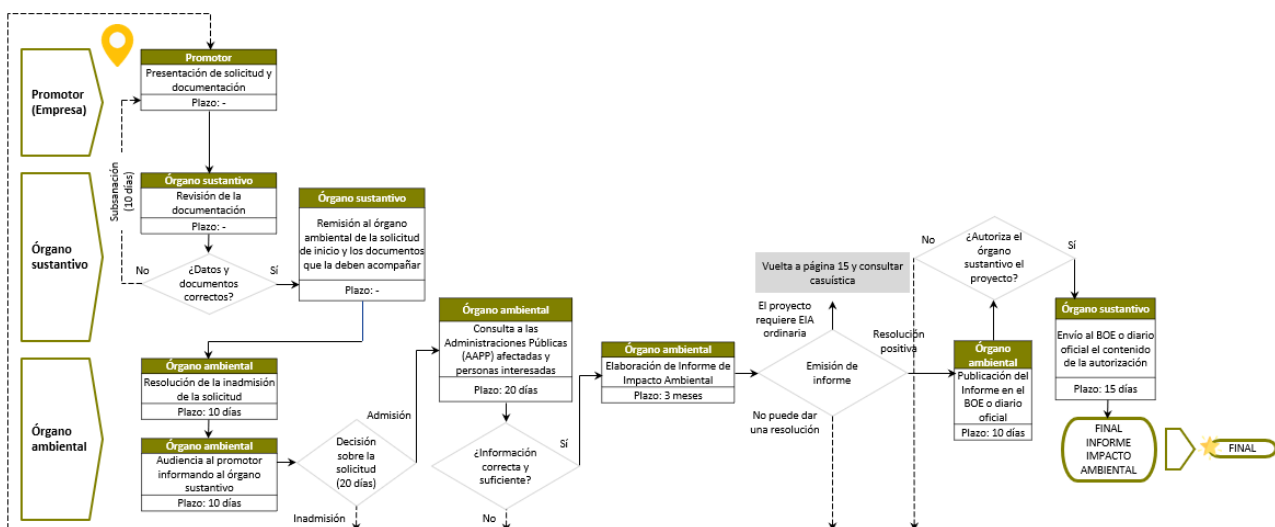 Promotor
(Empresa)
Promotor
Presentación de solicitud y
documentación
Plazo: -
Subsanación
(10 días)
Órgano
sustantivo
Órgano sustantivo
Revisión de la
documentación
Plazo: -
No
¿Datos y
documentos
correctos?
Sí
Órgano sustantivo
Remisión al órgano
ambiental de la solicitud
de inicio y los documentos
que la deben acompañar
Plazo: -
Órgano
ambiental
Órgano ambiental
Resolución de la inadmisión
de la solicitud
Plazo: 10 días
Órgano ambiental
Audiencia al promotor
informando al órgano
sustantivo
Plazo: 10 días
Decisión
sobre la
solicitud
(20 días)
Admisión
Inadmisión
Órgano ambiental
Consulta a las
Administraciones Públicas
(AAPP) afectadas y
personas interesadas
Plazo: 20 días
¿Información
correcta y
suficiente?
Sí
No
Órgano ambiental
Elaboración de Informe de
Impacto Ambiental
Plazo: 3 meses
Vuelta a página 15 y consultar
casuística
El proyecto
requiere EIA
ordinaria
Emisión de
informe
Resolución
positiva
No puede dar
una resolución
No
¿Autoriza el
órgano
sustantivo el
proyecto?
Sí
Órgano
ambiental
Publicación del
Informe en el
BOE o diario
oficial
Plazo: 10 días
Órgano sustantivo
Envío al BOE o diario
oficial el contenido
de la autorización
Plazo: 15 días
FINAL
INFORME
IMPACTO
AMBIENTAL
FINAL